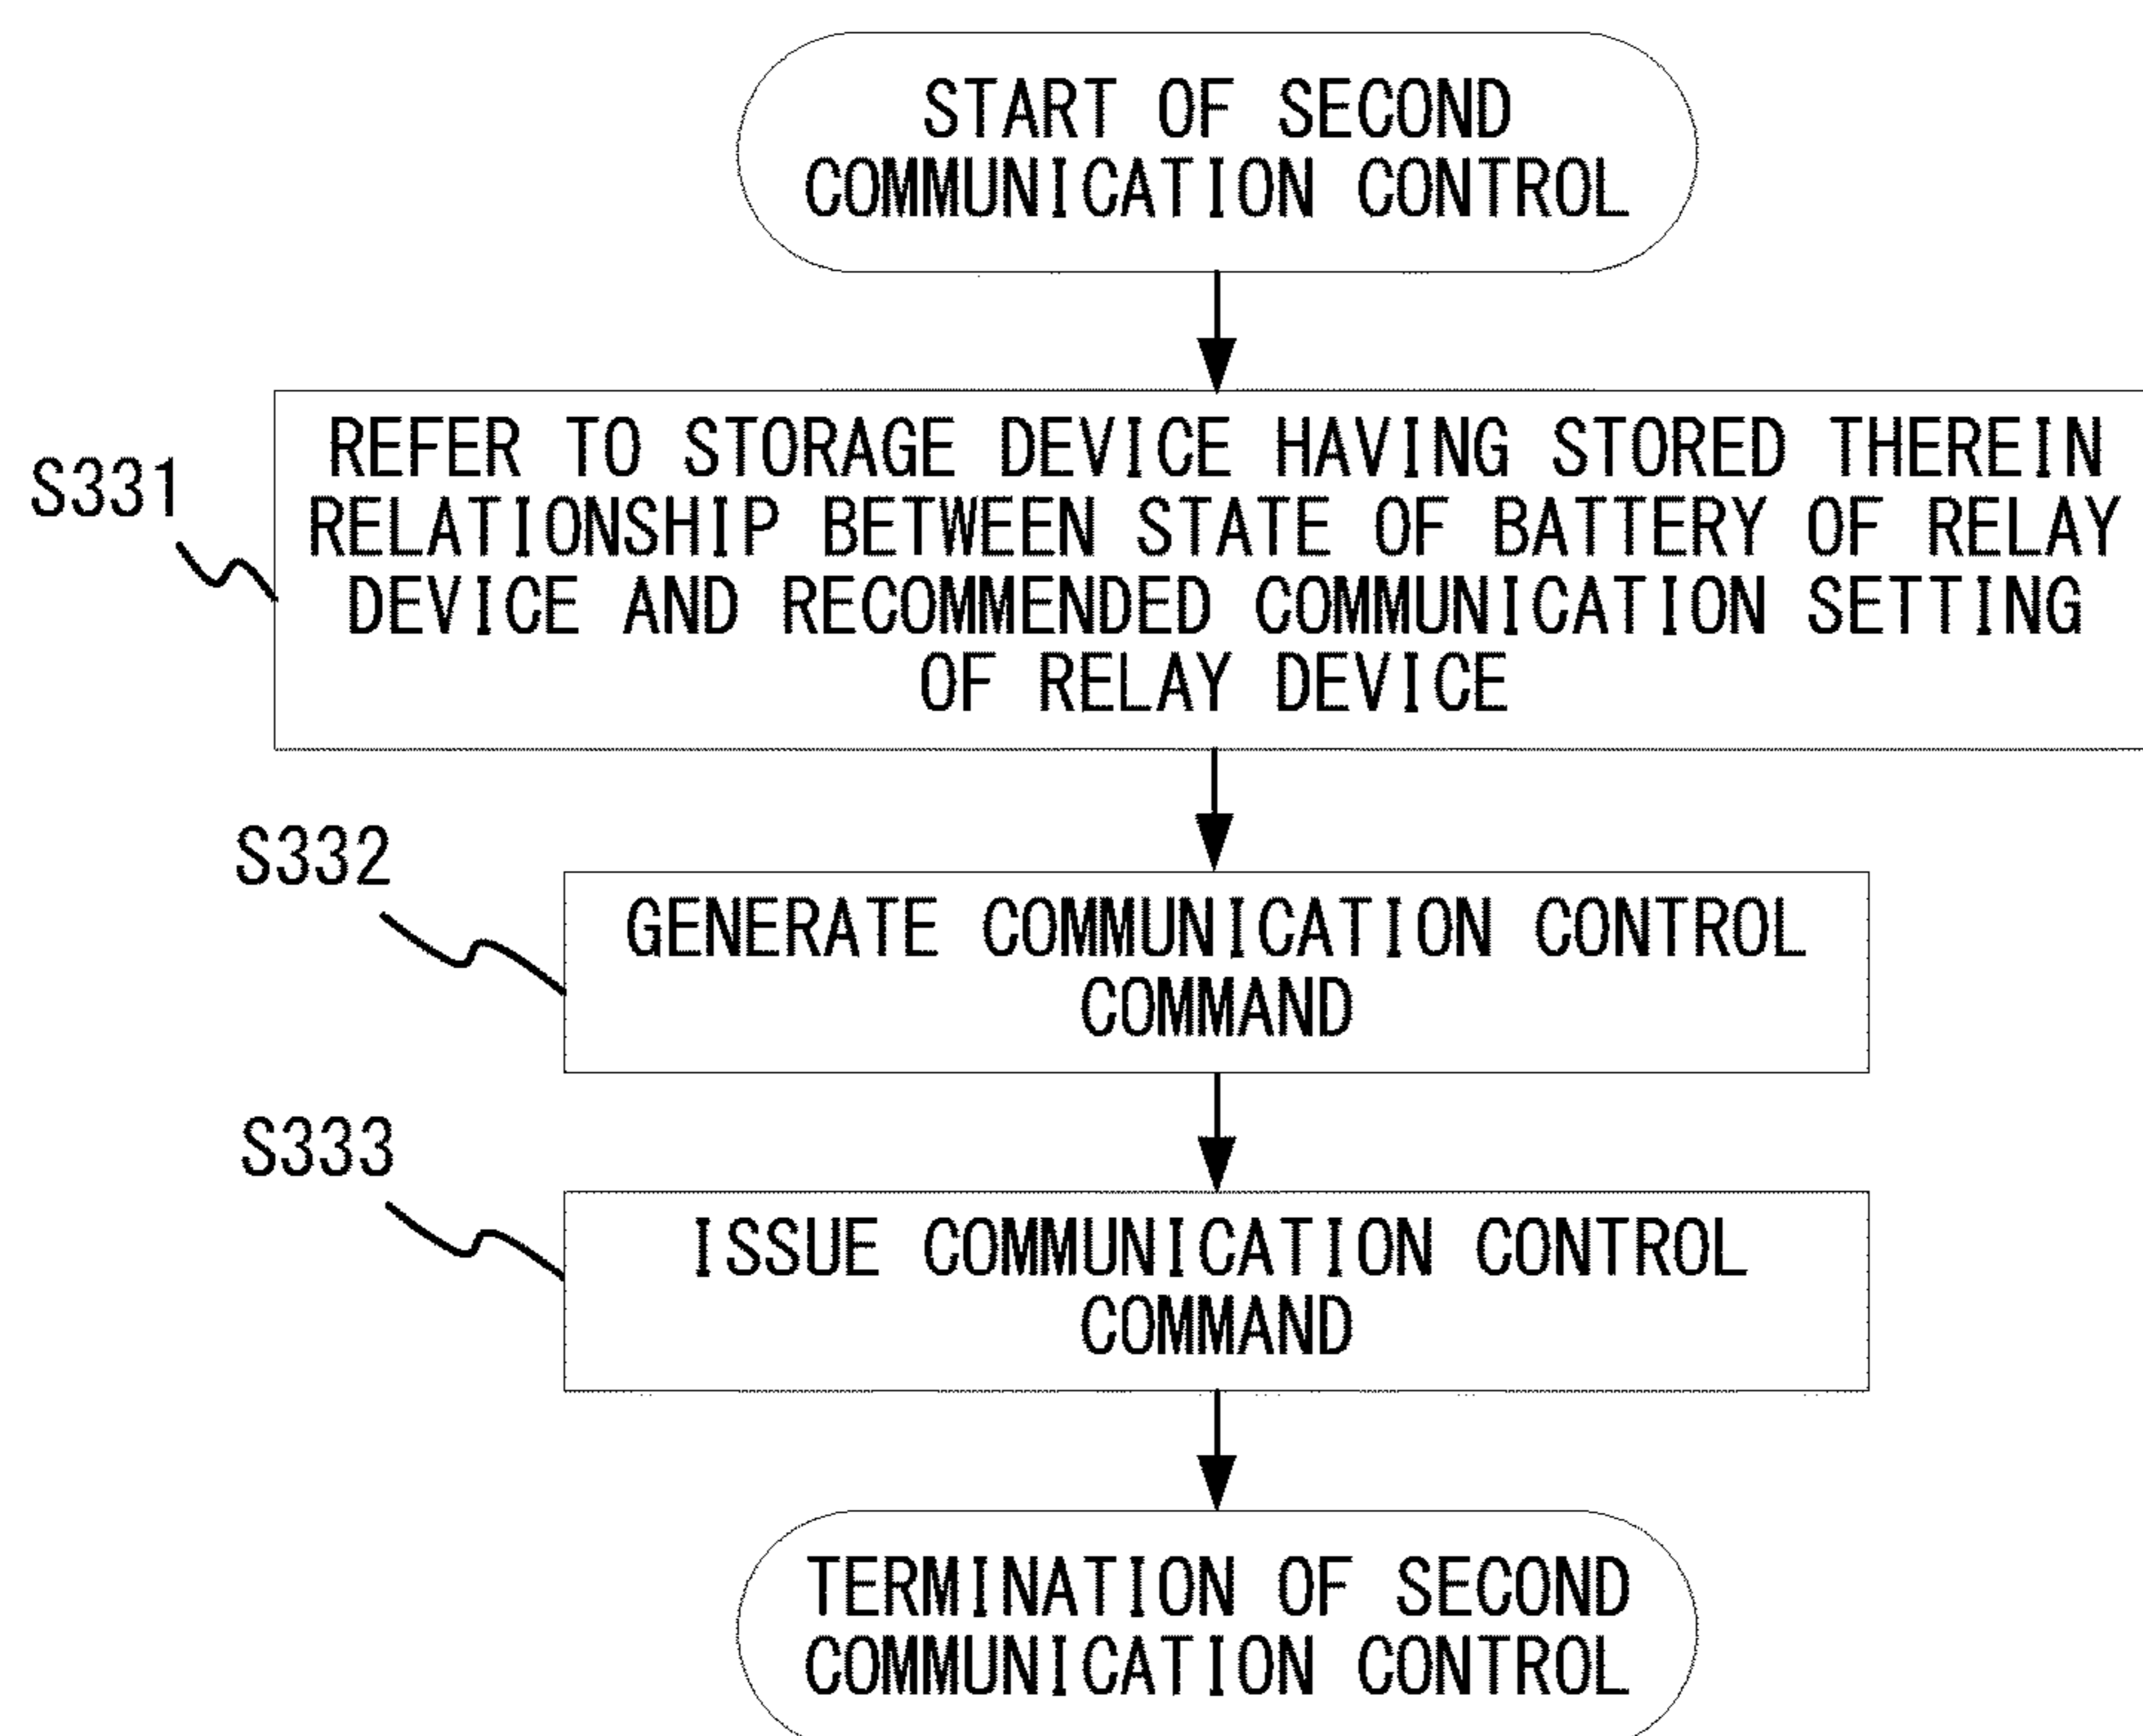 START OF SECOND
COMMUNICATION CONTROL
S331
REFER TO STORAGE DEVICE HAVING STORED THEREIN
RELATIONSHIP BETWEEN STATE OF BATTERY OF RELAY
DEVICE AND RECOMMENDED COMMUNICATION SETTING
OF RELAY DEVICE
S332
GENERATE COMMUNICATION CONTROL
COMMAND
S333
ISSUE COMMUNICATION CONTROL
COMMAND
TERMINATION OF SECOND
COMMUNICATION CONTROL